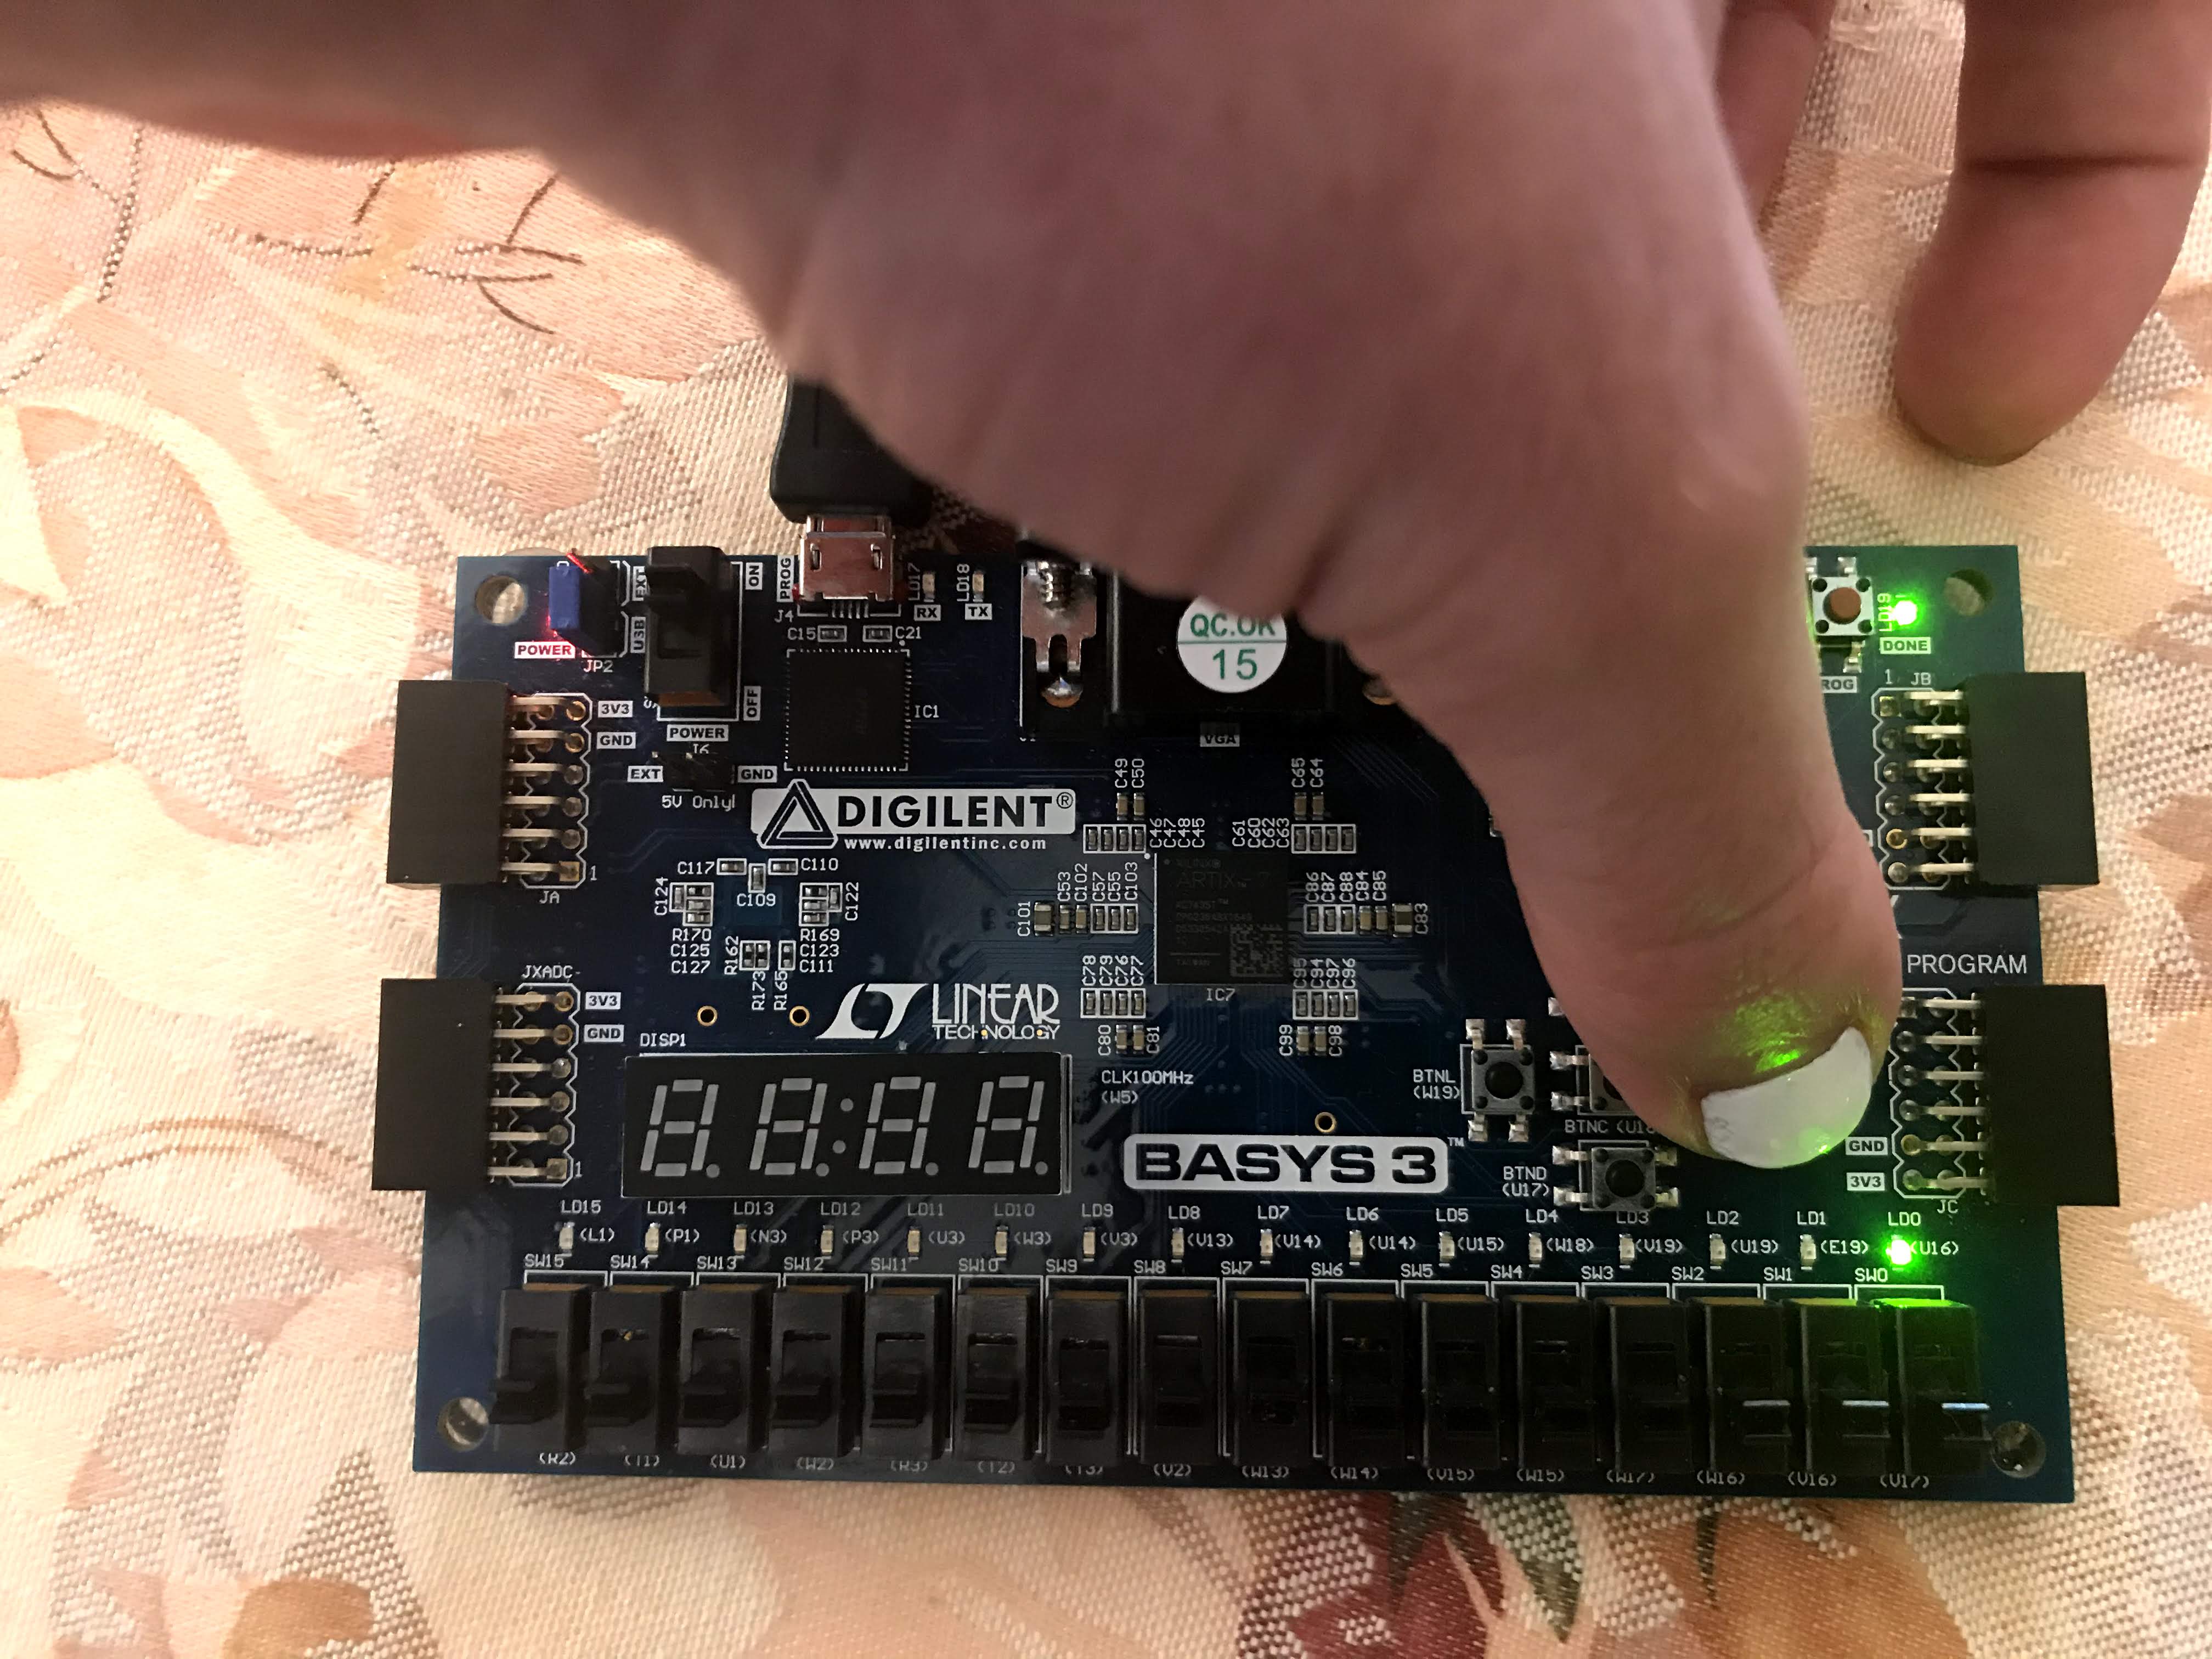 PROG
LD17
LD18
RX
TX
J4
C15
C21
EXT
USB
ON
OFF
POWER
JP2
POWER
J6
EXT
GND
5V Only!
IC1
QC.OK
15
VGA
LD19
DONE
ROG
1
JB
3V3
GND
1
JA
DIGILENT®
www.digilentinc.com
C49
C50
C65
C64
C46
C47
C48
C45
C61
C60
C62
C63
C117
C110
C109
C124
C122
R170
C125
C127
R169
C123
C111
R162
R173
R165
C101
C53
C102
C57
C55
C103
ARTIX-7
C86
C87
C88
C84
C85
C83
C78
C79
C76
C77
IC7
C95
C94
C97
C96
C80
C81
C99
C98
PROGRAM
JXADC
3V3
GND
1
LINEAR
TECHNOLOGY
DISP1
CLK100MHz
(W5)
BTNL
(W19)
BTNC
BASYS 3™
BTND
(U17)
GND
3V3
JC
LD15 LD14 LD13 LD12 LD11 LD10 LD9 LD8 LD7 LD6 LD5 LD4 LD3 LD2 LD1 LD0
(L1) (P1) (N3) (P3) (U3) (W3) (V3) (V13) (V14) (U14) (U15) (W18) (V19) (U19) (E19) (U16)
SW15 SW14 SW13 SW12 SW11 SW10 SW9 SW8 SW7 SW6 SW5 SW4 SW3 SW2 SW1 SW0
(R2) (T1) (U1) (W2) (R3) (T2) (T3) (V2) (W13) (W14) (V15) (W15) (W17) (W16) (V16) (V17)